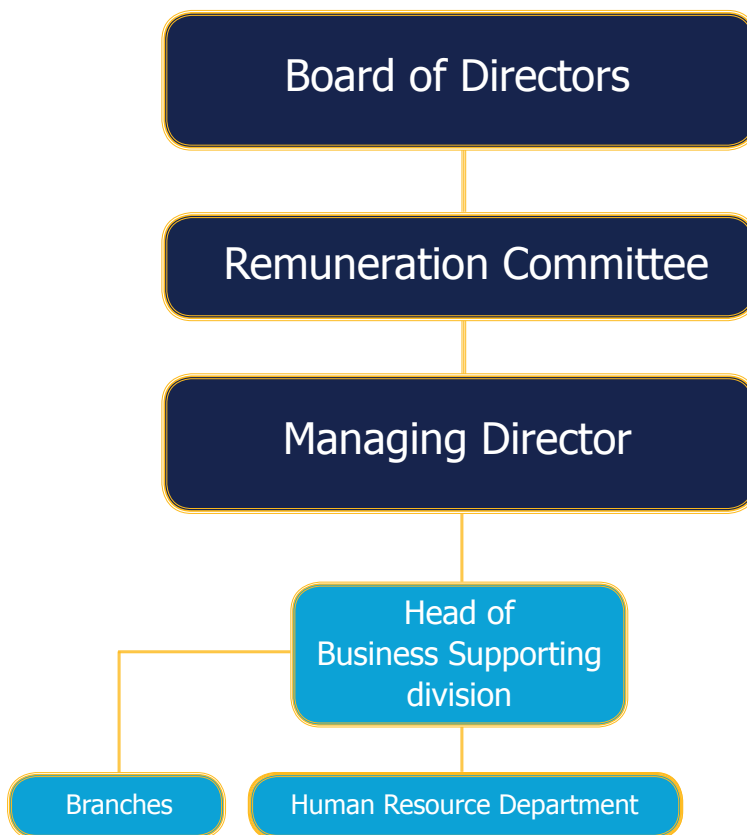 Board of Directors
Remuneration Committee
Managing Director
Head of
Business Supporting
division
Branches
Human Resource Department